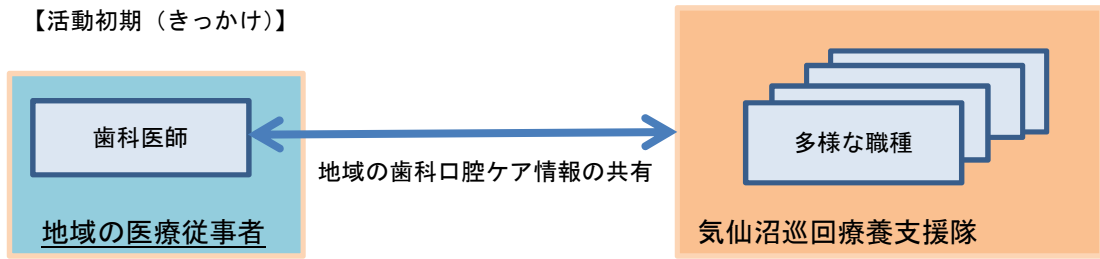 【活動初期（きっかけ）】
歯科医師
多様な職種
地域の歯科口腔ケア情報の共有
地域の医療従事者
気仙沼巡回療養支援隊